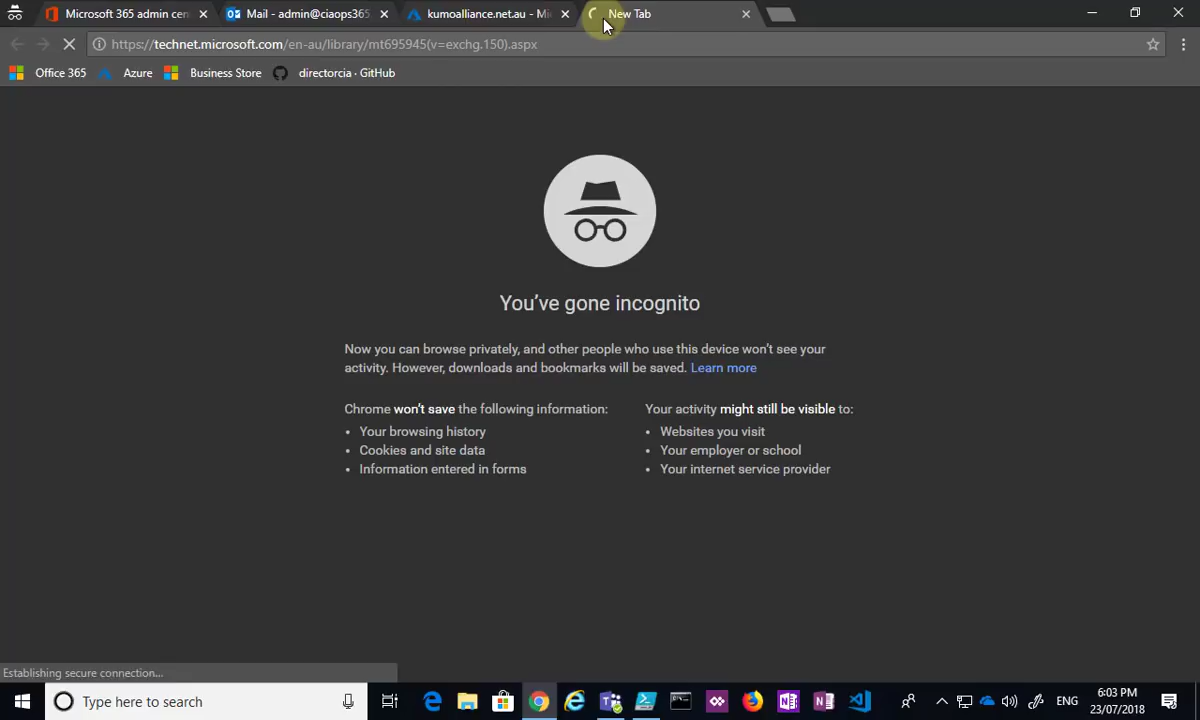 Microsoft 365 admin cen
Mail - admin@ciaops365
kumoalliance.net.au - Mi
New Tab
https://technet.microsoft.com/en-au/library/mt695945(v=exchg.150).aspx
Office 365
Azure
Business Store
directorcia · GitHub
You've gone incognito
Now you can browse privately, and other people who use this device won't see your
activity. However, downloads and bookmarks will be saved. Learn more
Chrome won't save the following information:
• Your browsing history
• Cookies and site data
• Information entered in forms
Your activity might still be visible to:
• Websites you visit
• Your employer or school
• Your internet service provider
Establishing secure connection...
Type here to search
ENG
6:03 PM
23/07/2018